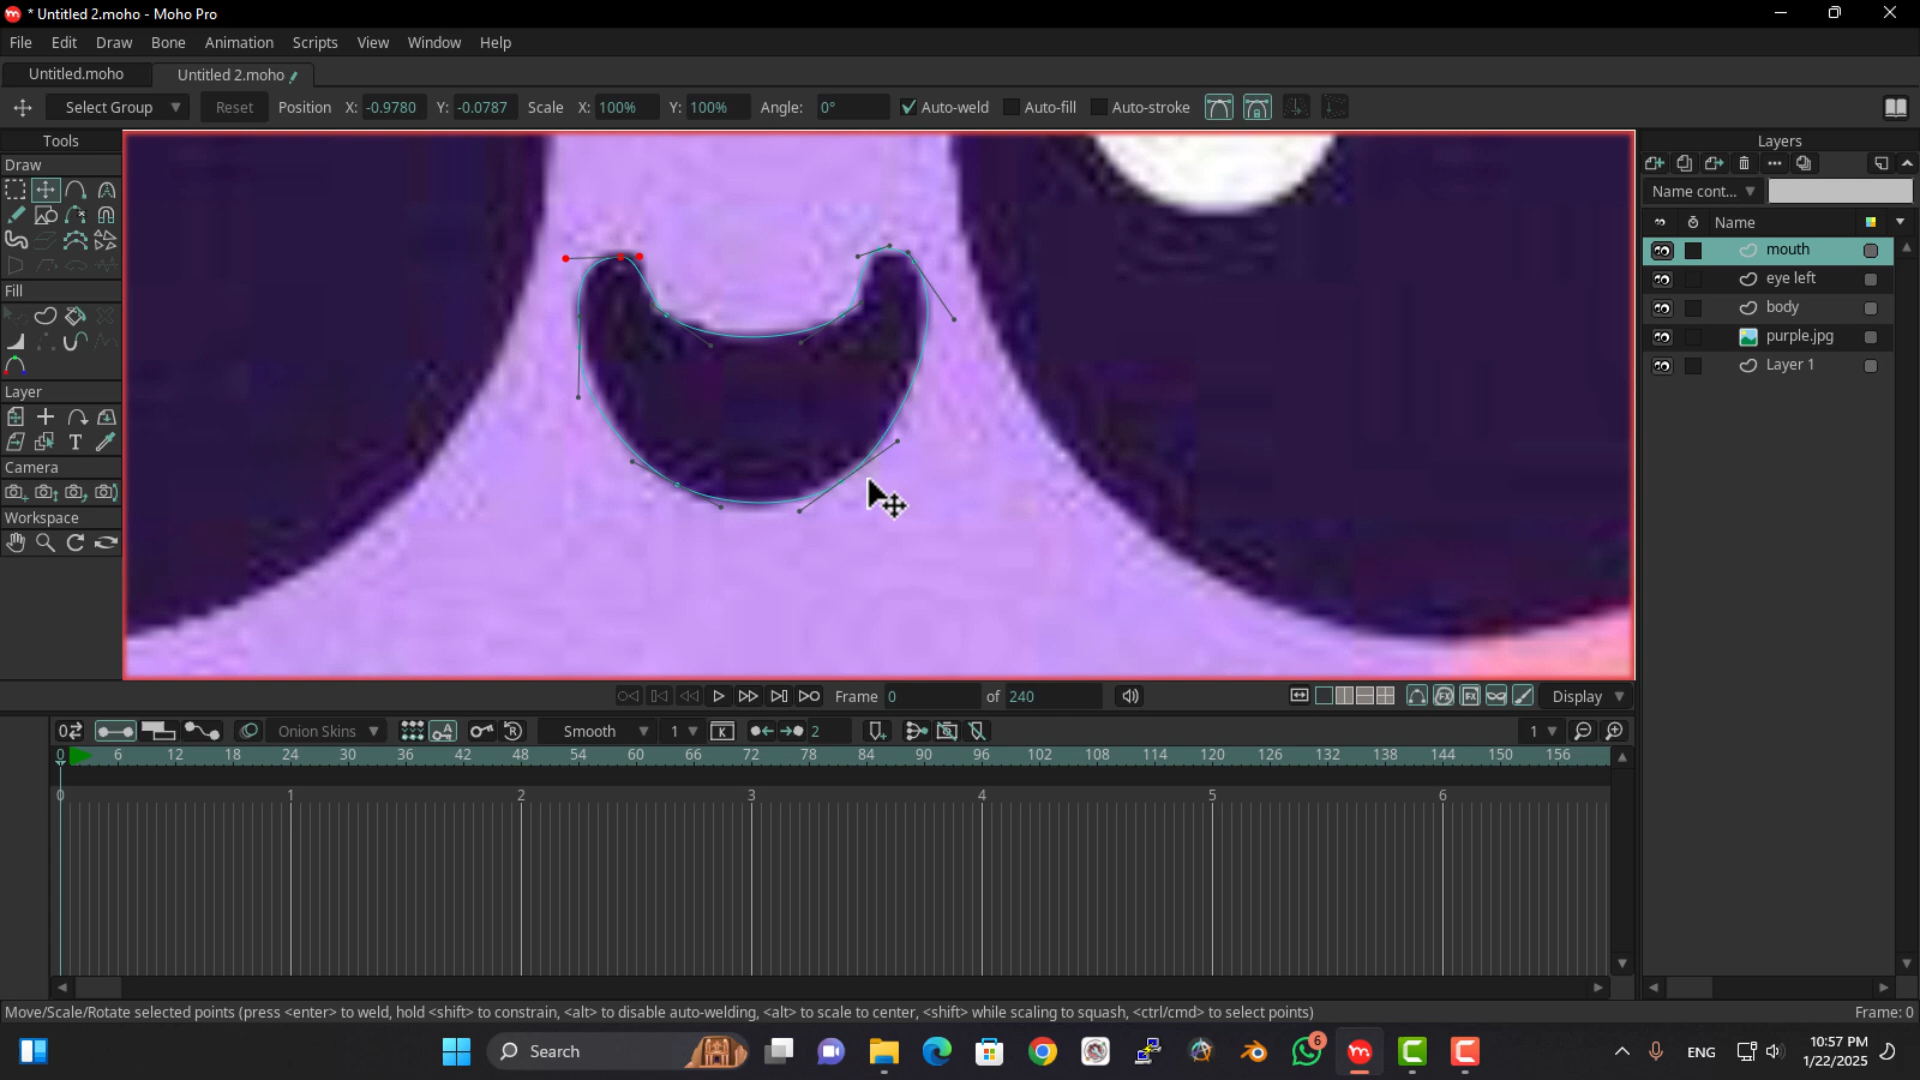 * Untitled 2.moho - Moho Pro
File Edit Draw Bone Animation Scripts View Window Help
Untitled.moho Untitled 2.moho
Select Group Reset Position X: -0.9780 Y: -0.0787 Scale X: 100% Y: 100% Angle: 0° Auto-weld Auto-fill Auto-stroke
Tools
Draw
Fill
Layer
T
Camera
Workspace
Layers
Name cont...
Name
mouth
eye left
body
purple.jpg
Layer 1
Frame 0 of 240 Display
Onion Skins Smooth 1 2 1
0 6 12 18 24 30 36 42 48 54 60 66 72 78 84 90 96 102 108 114 120 126 132 138 144 150 156
0 1 2 3 4 5 6
Move/Scale/Rotate selected points (press <enter> to weld, hold <shift> to constrain, <alt> to disable auto-welding, <alt> to scale to center, <shift> while scaling to squash, <ctrl/cmd> to select points) Frame: 0
Search 6 ENG 10:57 PM
1/22/2025